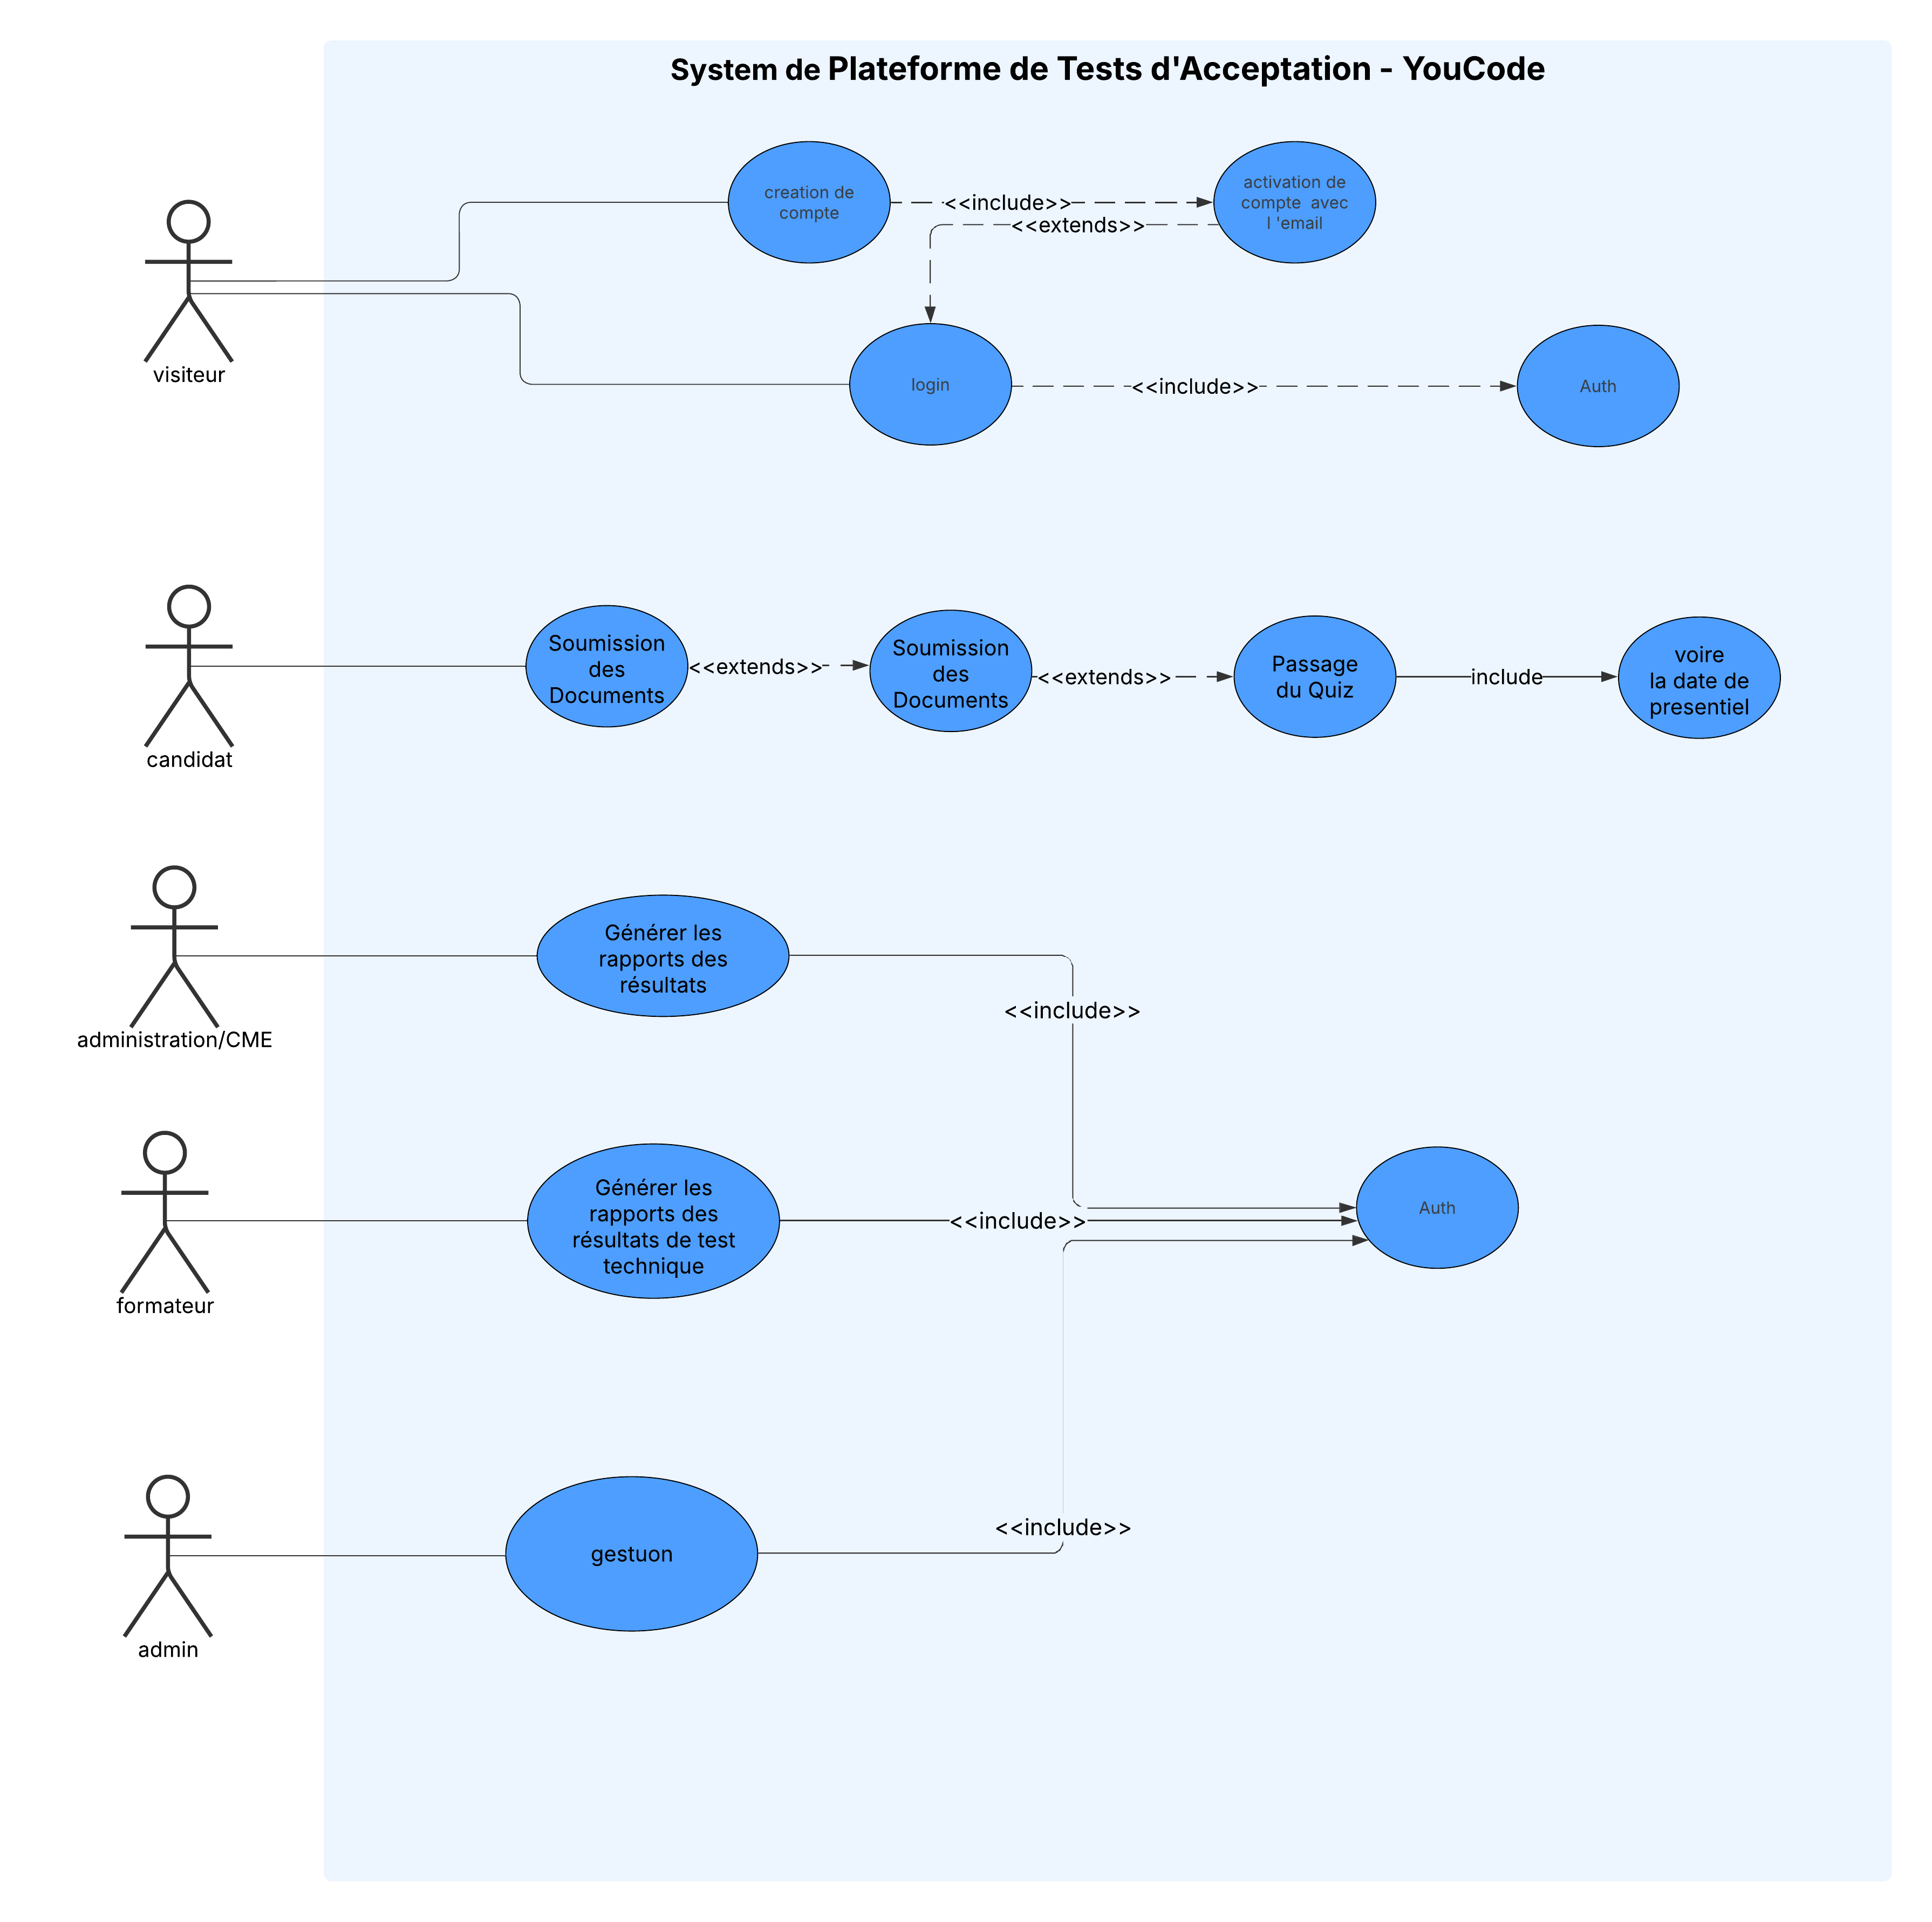 System de Plateforme de Tests d'Acceptation - YouCode
creation de
compte
<<include>>
activation de
compte  avec
l 'email
<<extends>>
visiteur
login
<<include>>
Auth
Soumission
des
Documents
<<extends>>
Soumission
des
Documents
<<extends>>
Passage
du Quiz
include
voire
la date de
presentiel
candidat
Générer les
rapports des
résultats
<<include>>
administration/CME
Générer les
rapports des
résultats de test
technique
<<include>>
Auth
formateur
gestuon
<<include>>
admin